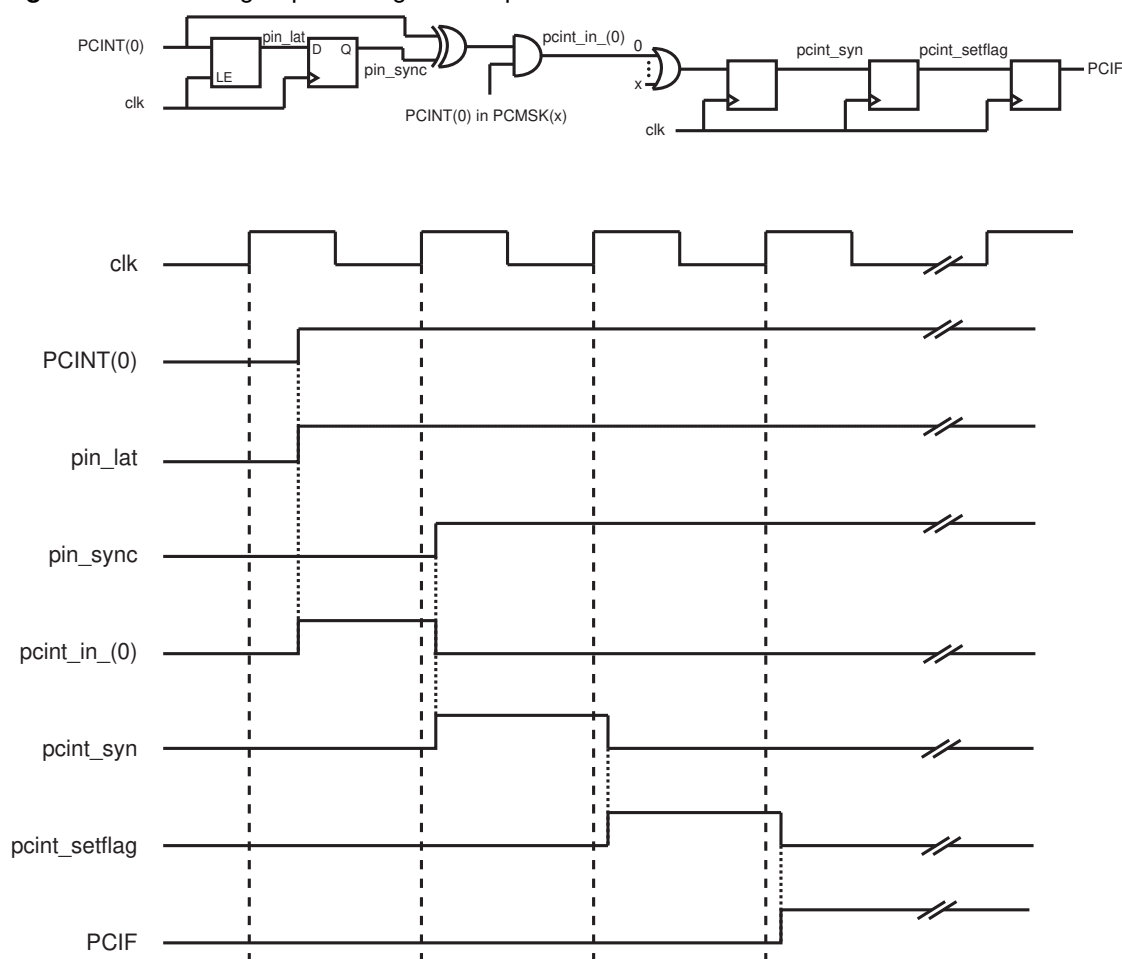 PCINT(0)
pin_lat
D Q
LE
pin_sync
clk
PCINT(0) in PCMSK(x)
pcint_in_(0)
0
x
clk
pcint_syn
pcint_setflag
PCIF
clk
PCINT(0)
pin_lat
pin_sync
pcint_in_(0)
pcint_syn
pcint_setflag
PCIF